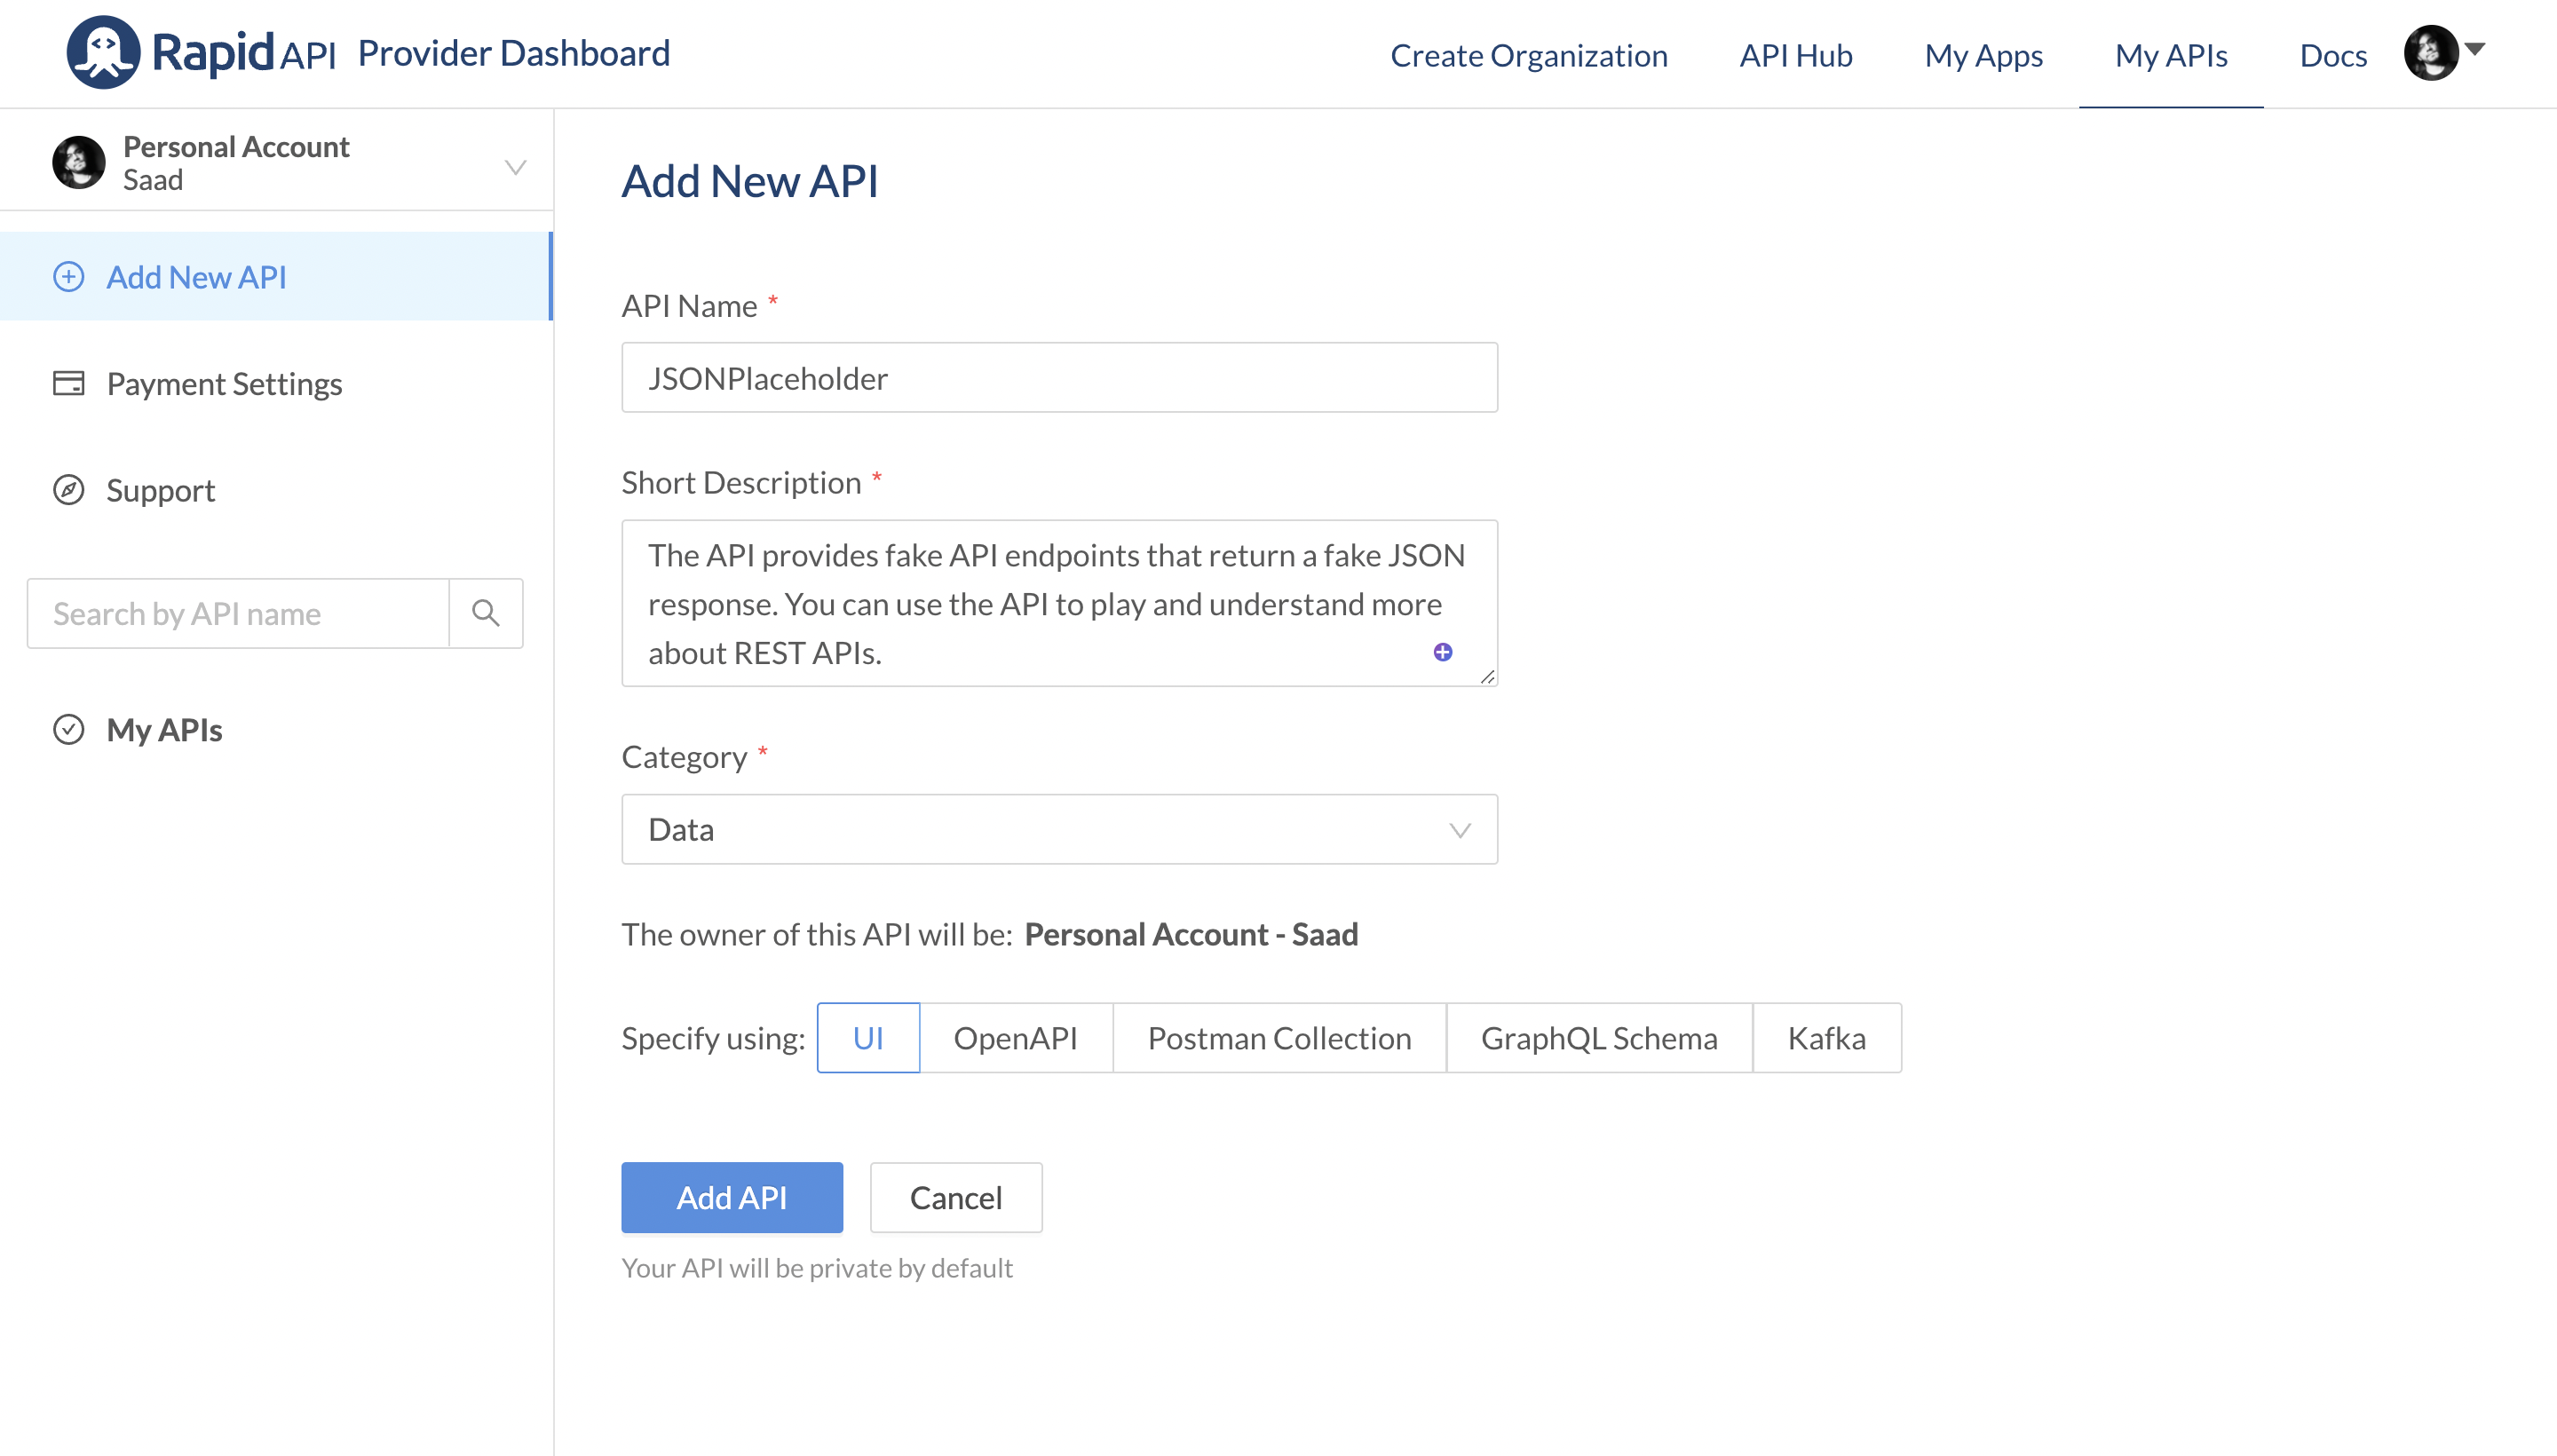 Rapid API Provider Dashboard
Create Organization
API Hub
My Apps
My APIs
Docs
Personal Account
Saad
Add New API
Payment Settings
Support
Search by API name
My APIs
Add New API
API Name *
JSONPlaceholder
Short Description *
The API provides fake API endpoints that return a fake JSON
response. You can use the API to play and understand more
about REST APIs.
Category *
Data
The owner of this API will be: Personal Account - Saad
Specify using: UI OpenAPI Postman Collection GraphQL Schema Kafka
Add API Cancel
Your API will be private by default